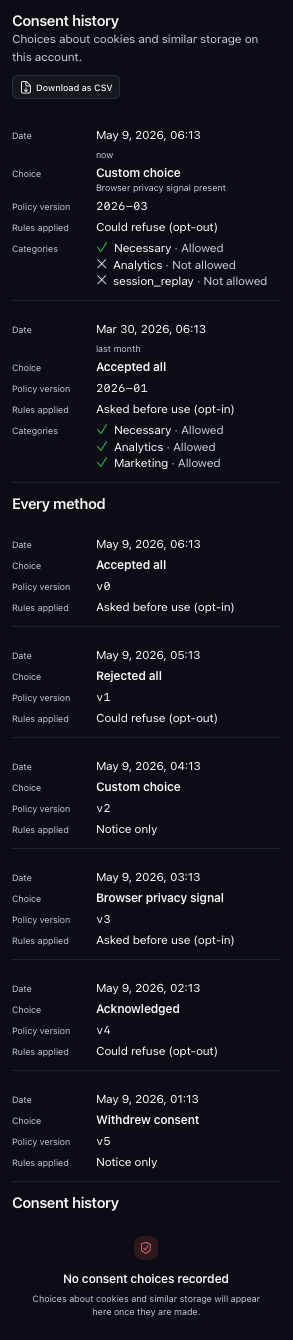 Consent history
Choices about cookies and similar storage on
this account.
Download as CSV
Date May 9, 2026, 06:13
now
Choice Custom choice
Browser privacy signal present
Policy version 2026-03
Rules applied Could refuse (opt-out)
Categories Necessary · Allowed
Analytics · Not allowed
session_replay · Not allowed
Date Mar 30, 2026, 06:13
last month
Choice Accepted all
Policy version 2026-01
Rules applied Asked before use (opt-in)
Categories Necessary · Allowed
Analytics · Allowed
Marketing · Allowed
Every method
Date May 9, 2026, 06:13
Choice Accepted all
Policy version v0
Rules applied Asked before use (opt-in)
Date May 9, 2026, 05:13
Choice Rejected all
Policy version v1
Rules applied Could refuse (opt-out)
Date May 9, 2026, 04:13
Choice Custom choice
Policy version v2
Rules applied Notice only
Date May 9, 2026, 03:13
Choice Browser privacy signal
Policy version v3
Rules applied Asked before use (opt-in)
Date May 9, 2026, 02:13
Choice Acknowledged
Policy version v4
Rules applied Could refuse (opt-out)
Date May 9, 2026, 01:13
Choice Withdrew consent
Policy version v5
Rules applied Notice only
Consent history
No consent choices recorded
Choices about cookies and similar storage will appear
here once they are made.